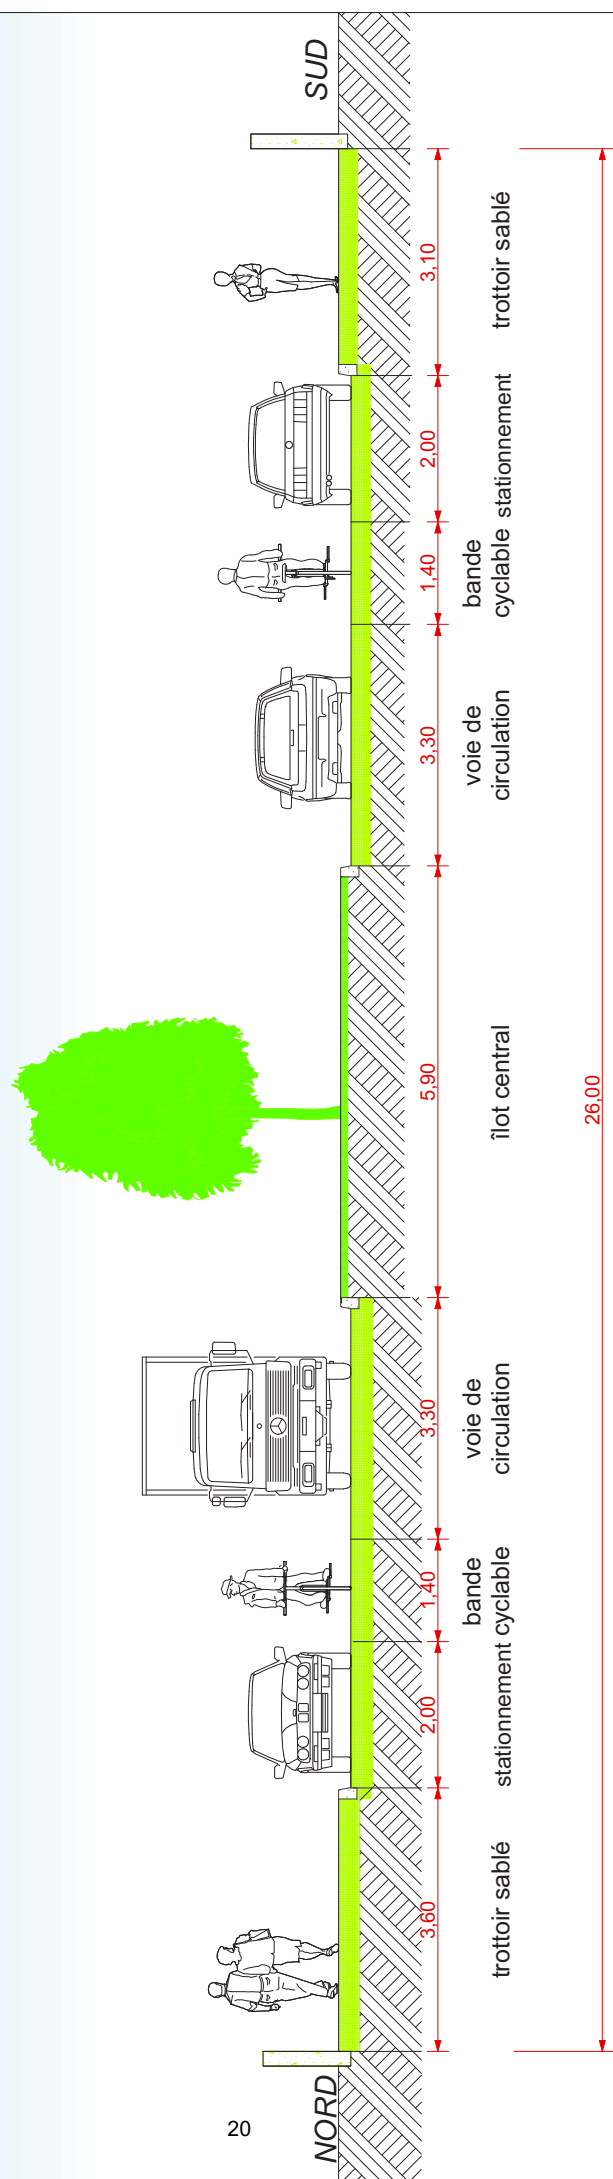 NORD
SUD
3,60
2,00
1,40
3,30
5,90
3,30
1,40
2,00
3,10
trottoir sablé
stationnement
bande
cyclable
voie de
circulation
îlot central
voie de
circulation
bande
cyclable
stationnement
trottoir sablé
26,00
20